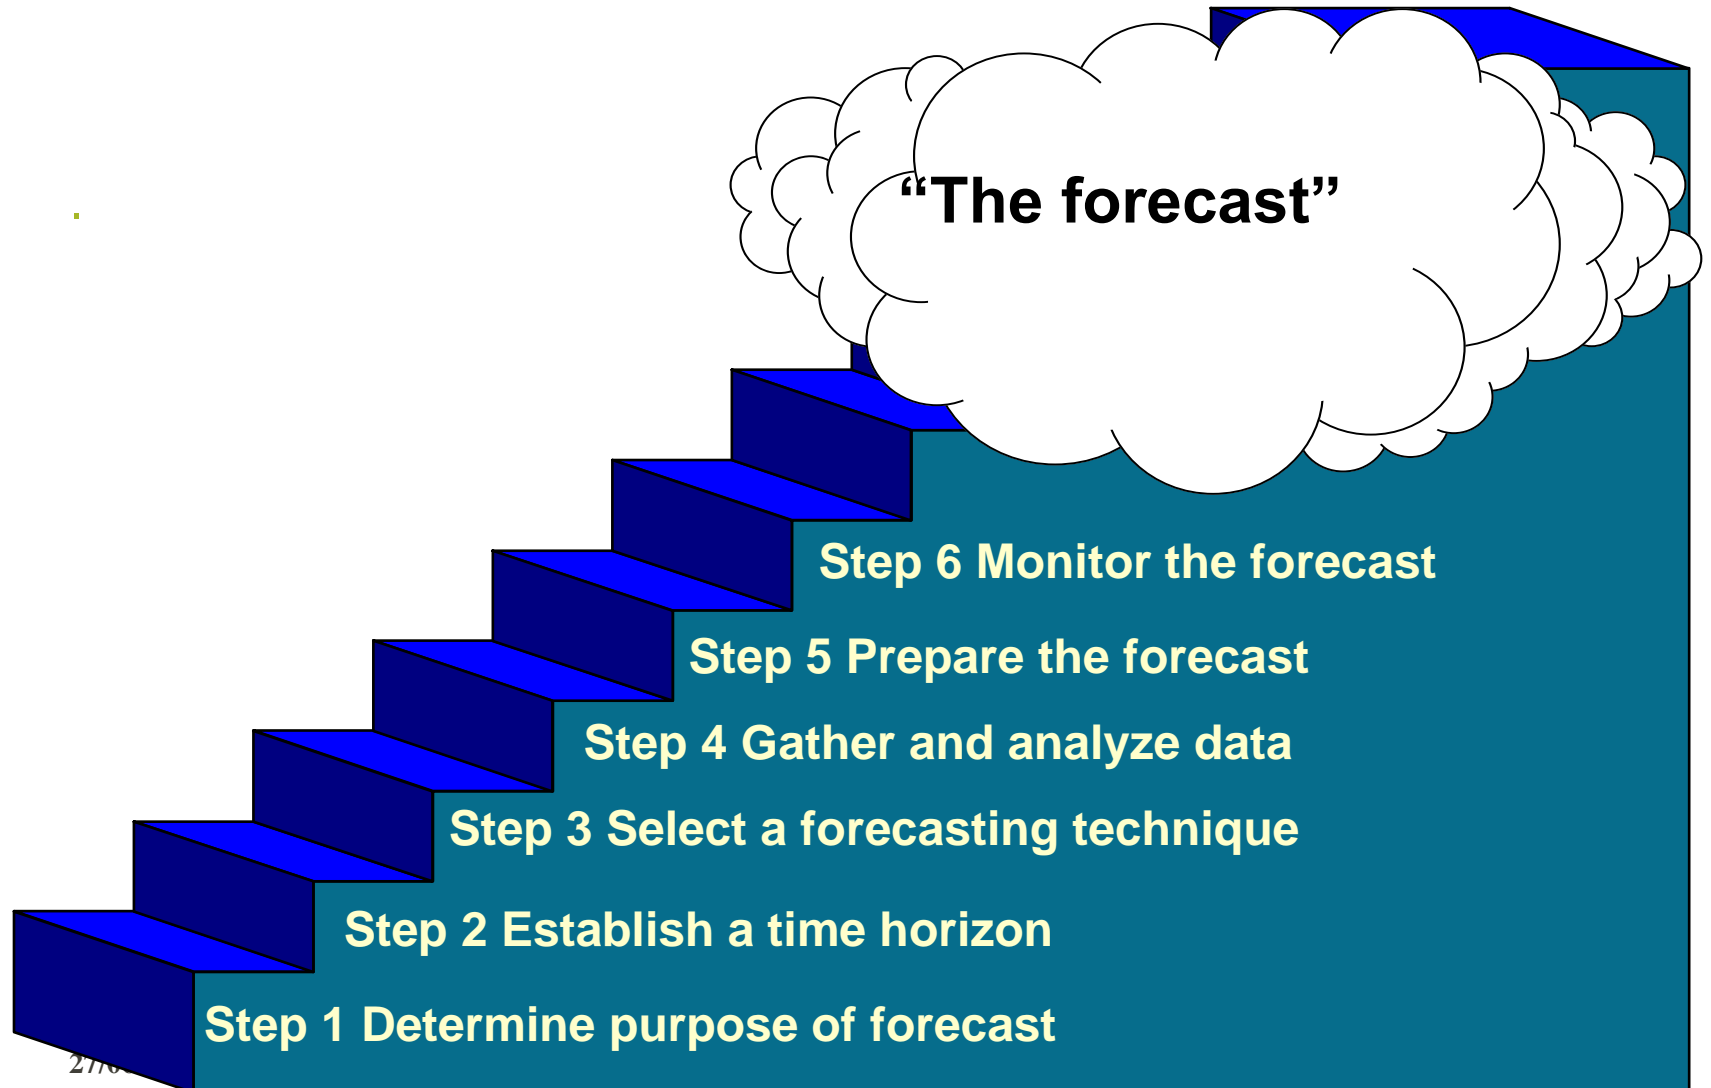 “The forecast”
Step 6 Monitor the forecast
Step 5 Prepare the forecast
Step 4 Gather and analyze data
Step 3 Select a forecasting technique
Step 2 Establish a time horizon
Step 1 Determine purpose of forecast